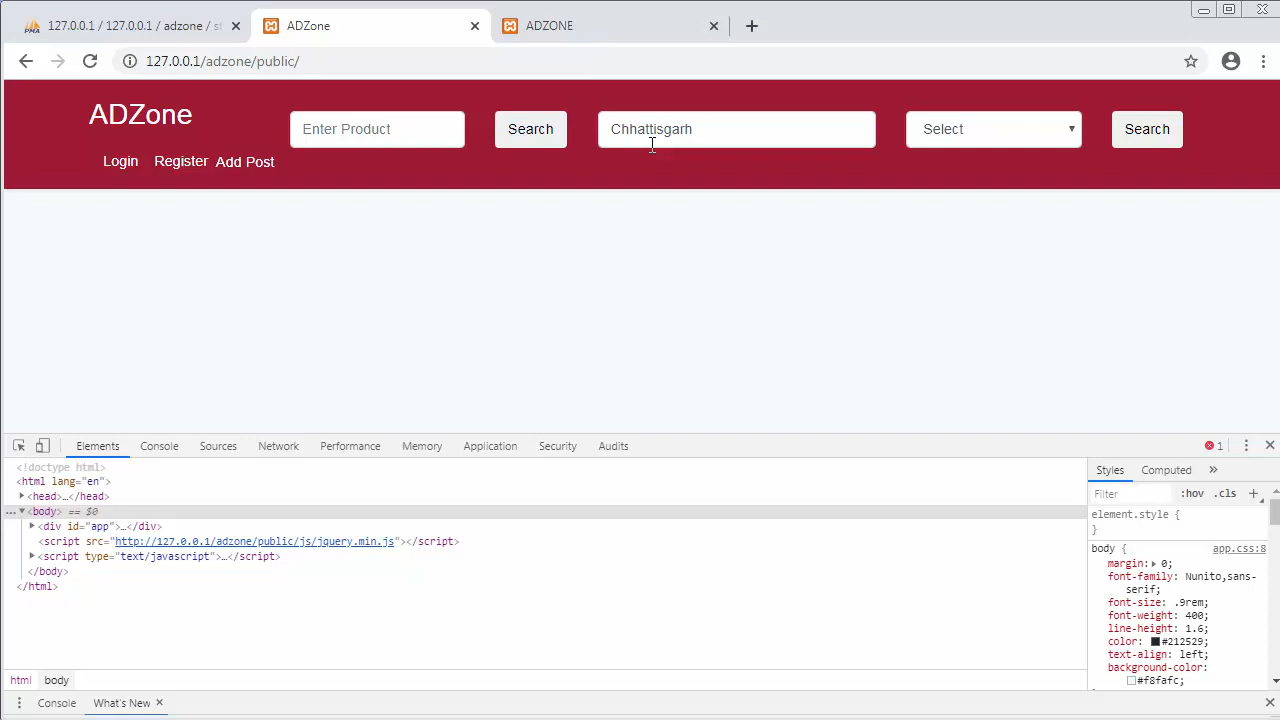 127.0.0.1 / 127.0.0.1 / adzone / s
ADZone
ADZONE
127.0.0.1/adzone/public/
ADZone
Enter Product
Search
Chhattisgarh
Select
Search
Login Register Add Post
Elements Console Sources Network Performance Memory Application Security Audits
1
<!doctype html>
<html lang="en">
<head>…</head>
<body> == $0
<div id="app">…</div>
<script src="http://127.0.0.1/adzone/public/js/jquery.min.js"></script>
<script type="text/javascript">…</script>
</body>
</html>
Styles Computed »
Filter :hov .cls +
element.style {
}
body { app.css:8
margin: 0;
font-family: Nunito,sans-
serif;
font-size: .9rem;
font-weight: 400;
line-height: 1.6;
color: #212529;
text-align: left;
background-color:
#f8fafc;
html body
Console What's New